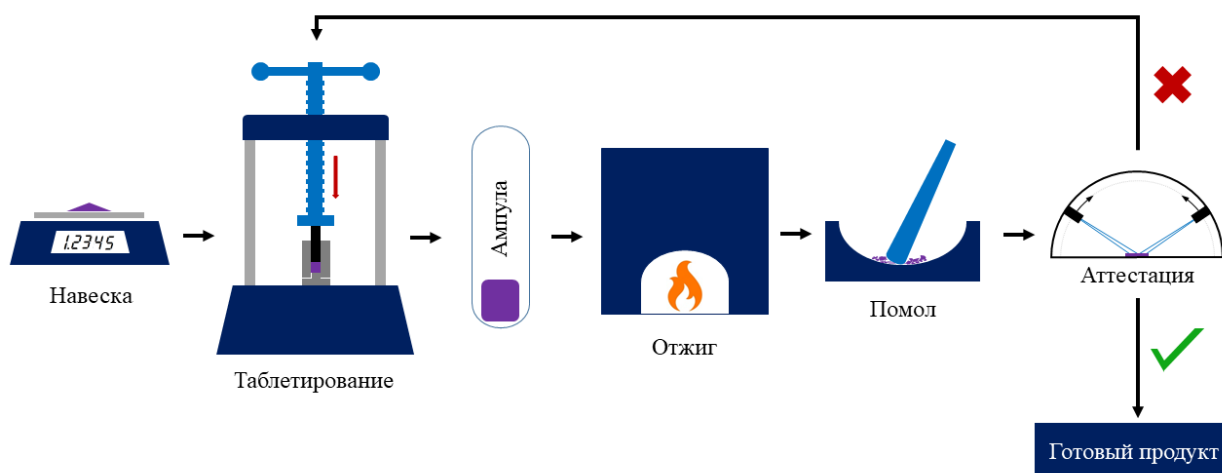 1.2345
Навеска
Таблетирование
Ампула
Отжиг
Помол
Аттестация
Готовый продукт